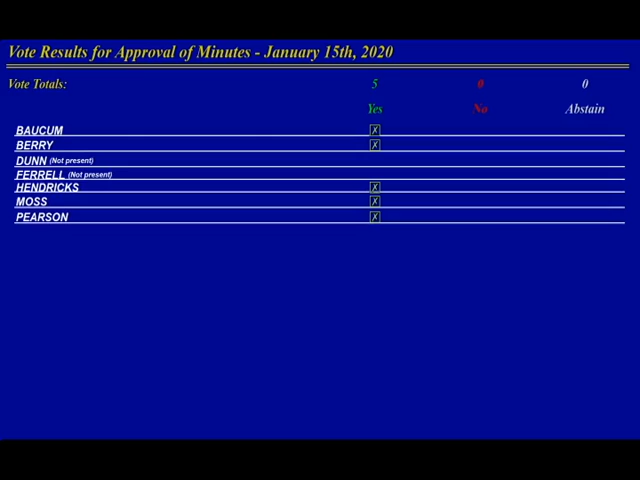 Vote Results for Approval of Minutes - January 15th, 2020
Vote Totals: 5 0 0
Yes No Abstain
BAUCUM X
BERRY X
DUNN (Not present)
FERRELL (Not present)
HENDRICKS X
MOSS X
PEARSON X